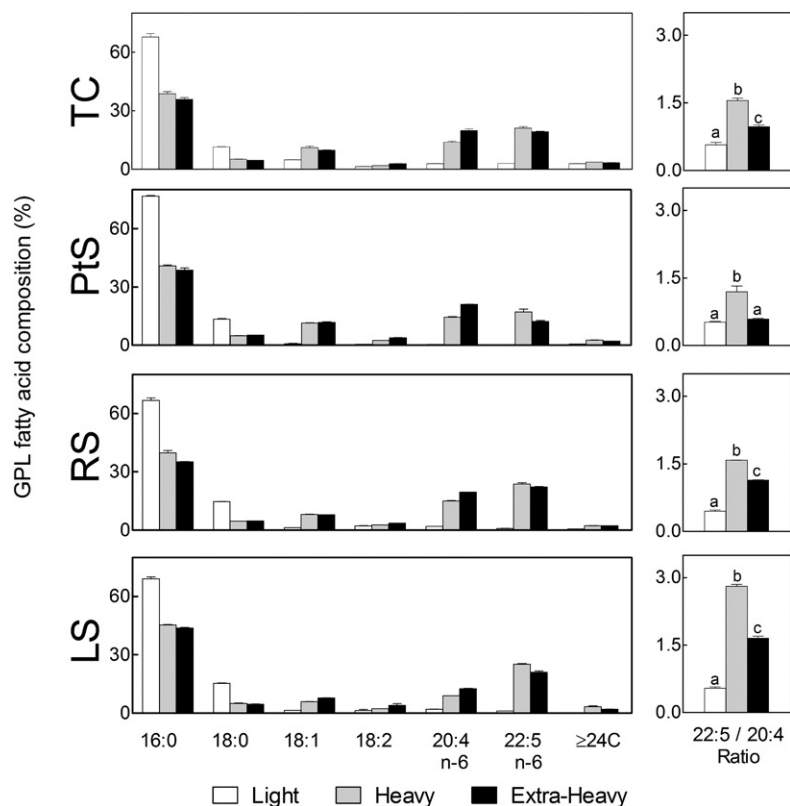 GPL fatty acid composition (%)
TC
60
30
0
3.0
1.5
0.0
a
b
c
PtS
60
30
0
3.0
1.5
0.0
a
b
a
RS
60
30
0
3.0
1.5
0.0
a
b
c
LS
60
30
0
3.0
1.5
0.0
a
b
c
16:0 18:0 18:1 18:2 20:4 n-6 22:5 n-6 ≥24C
22:5 / 20:4
Ratio
Light Heavy Extra-Heavy